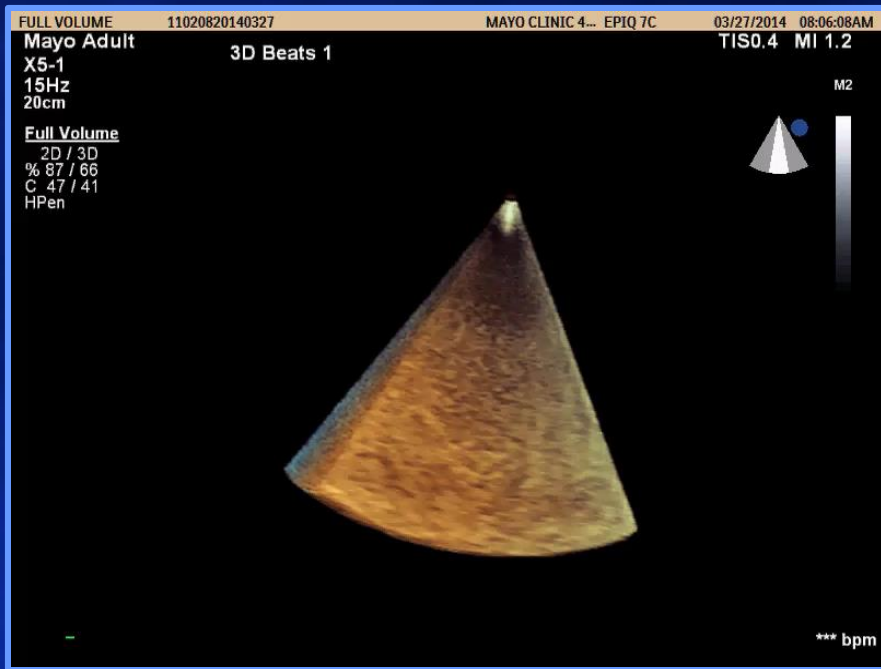 FULL VOLUME 11020820140327 MAYO CLINIC 4... EPIQ 7C 03/27/2014 08:06:08AM
Mayo Adult 3D Beats 1 TIS0.4 MI 1.2
X5-1
15Hz
20cm
M2
Full Volume
2D / 3D
% 87 / 66
C 47 / 41
HPen
*** bpm